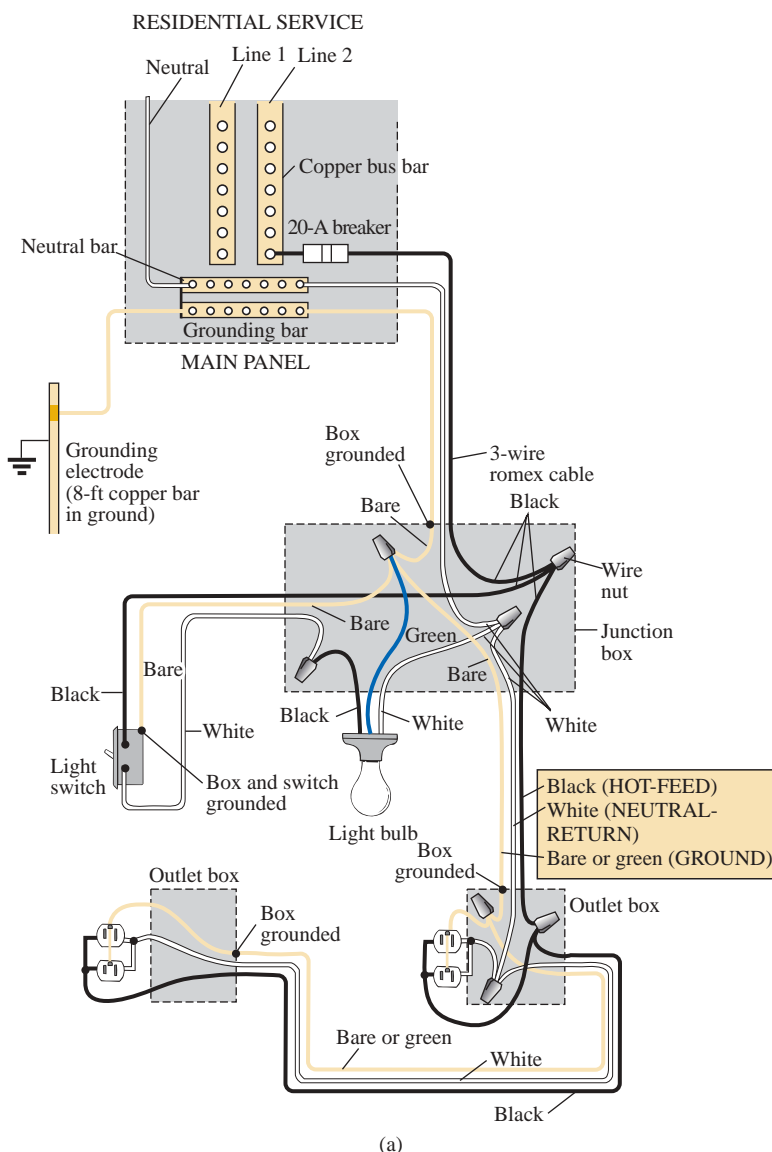 RESIDENTIAL SERVICE
Line 1
Line 2
Neutral
Copper bus bar
20-A breaker
Neutral bar
Grounding bar
MAIN PANEL
Grounding
electrode
(8-ft copper bar
in ground)
Box
grounded
3-wire
romex cable
Bare
Black
Wire
nut
Bare
Green
Junction
box
Bare
Bare
Black
Black
White
White
White
Light
switch
Box and switch
grounded
Light bulb
Black (HOT-FEED)
White (NEUTRAL-
RETURN)
Bare or green (GROUND)
Box
grounded
Outlet box
Outlet box
Box
grounded
Bare or green
White
Black
(a)